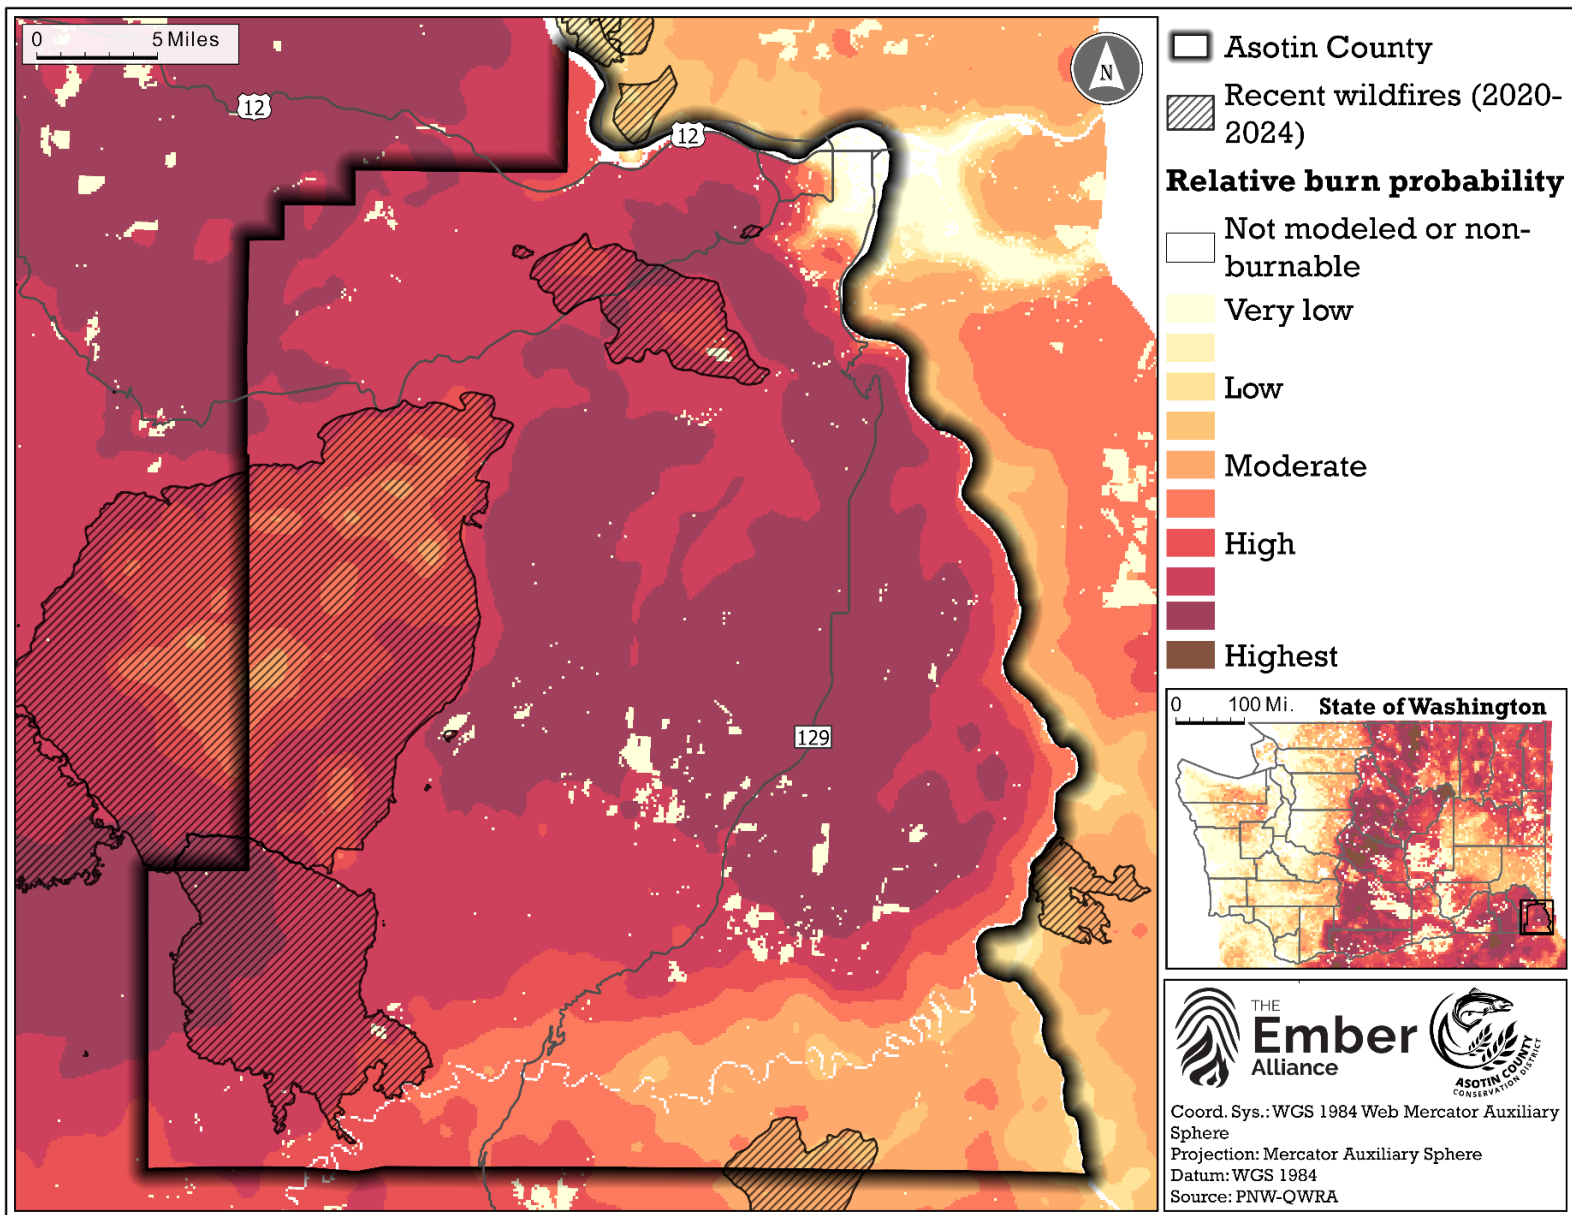 0 5 Miles
N
12
12
129
Asotin County
Recent wildfires (2020-
2024)
Relative burn probability
Not modeled or non-
burnable
Very low
Low
Moderate
High
Highest
0 100 Mi. State of Washington
THE
Ember
Alliance
ASOTIN COUNTY
CONSERVATION DISTRICT
Coord. Sys.: WGS 1984 Web Mercator Auxiliary
Sphere
Projection: Mercator Auxiliary Sphere
Datum: WGS 1984
Source: PNW-QWRA